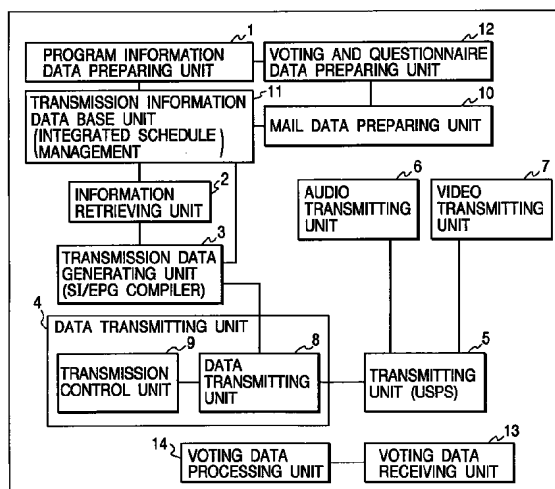 1
PROGRAM INFORMATION
DATA PREPARING UNIT
12
VOTING AND QUESTIONNAIRE
DATA PREPARING UNIT
11
TRANSMISSION INFORMATION
DATA BASE UNIT
(INTEGRATED SCHEDULE)
(MANAGEMENT)
10
MAIL DATA PREPARING UNIT
2
INFORMATION
RETRIEVING UNIT
6
AUDIO
TRANSMITTING
UNIT
7
VIDEO
TRANSMITTING
UNIT
3
TRANSMISSION DATA
GENERATING UNIT
(SI/EPG COMPILER)
4
DATA TRANSMITTING UNIT
9
TRANSMISSION
CONTROL UNIT
8
DATA
TRANSMITTING
UNIT
5
TRANSMITTING
UNIT (USPS)
14
VOTING DATA
PROCESSING UNIT
13
VOTING DATA
RECEIVING UNIT